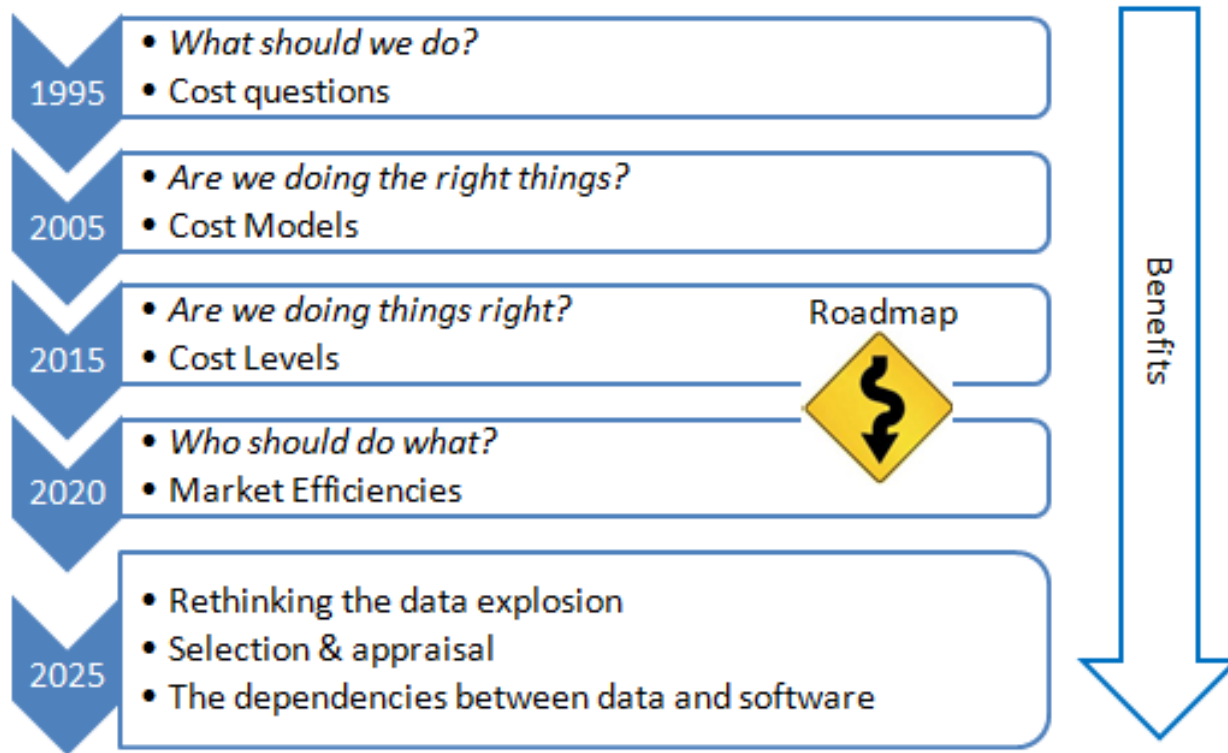 1995
• What should we do?
• Cost questions
2005
• Are we doing the right things?
• Cost Models
2015
• Are we doing things right?
• Cost Levels
Roadmap
2020
• Who should do what?
• Market Efficiencies
2025
• Rethinking the data explosion
• Selection & appraisal
• The dependencies between data and software
Benefits